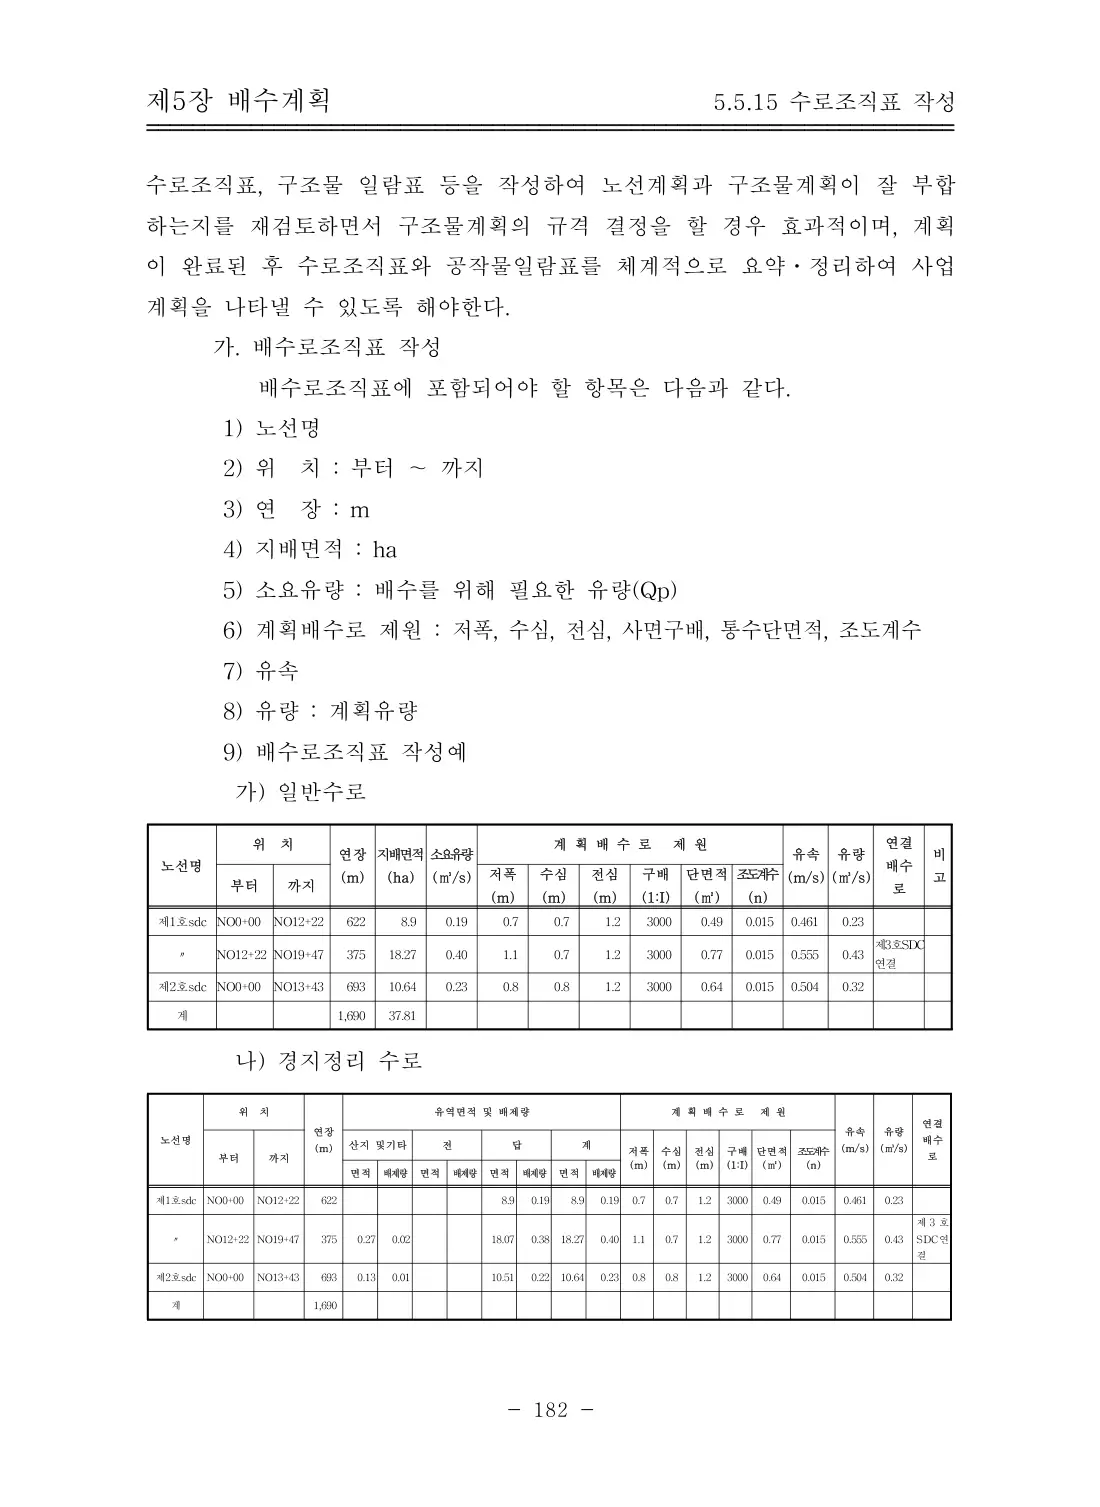 제5장 배수계획 5.5.15 수로조직표 작성
수로조직표, 구조물 일람표 등을 작성하여 노선계획과 구조물계획이 잘 부합
하는지를 재검토하면서 구조물계획의 규격 결정을 할 경우 효과적이며, 계획
이 완료된 후 수로조직표와 공작물일람표를 체계적으로 요약·정리하여 사업
계획을 나타낼 수 있도록 해야한다.
가. 배수로조직표 작성
배수로조직표에 포함되어야 할 항목은 다음과 같다.
1) 노선명
2) 위 치 : 부터 ~ 까지
3) 연 장 : m
4) 지배면적 : ha
5) 소요유량 : 배수를 위해 필요한 유량(Qp)
6) 계획배수로 제원 : 저폭, 수심, 전심, 사면구배, 통수단면적, 조도계수
7) 유속
8) 유량 : 계획유량
9) 배수로조직표 작성예
가) 일반수로
노선명 위 치 연장 (m) 지배면적 (ha) 소요유량 (㎥/s) 계 획 배 수 로 제 원 유속 (m/s) 유량 (㎥/s) 연결 배수 로 비 고
부터 까지 저폭 (m) 수심 (m) 전심 (m) 구배 (1:I) 단면적 (㎡) 조도계수 (n)
제1호sdc NO0+00 NO12+22 622 8.9 0.19 0.7 0.7 1.2 3000 0.49 0.015 0.461 0.23
〃 NO12+22 NO19+47 375 18.27 0.40 1.1 0.7 1.2 3000 0.77 0.015 0.555 0.43 제3호SDC 연결
제2호sdc NO0+00 NO13+43 693 10.64 0.23 0.8 0.8 1.2 3000 0.64 0.015 0.504 0.32
계 1,690 37.81
나) 경지정리 수로
노선명 위 치 연장 (m) 유역면적 및 배제량 계 획 배 수 로 제 원 유속 (m/s) 유량 (㎥/s) 연결 배수 로
부터 까지 산지 및기타 전 답 계 저폭 (m) 수심 (m) 전심 (m) 구배 (1:I) 단면적 (㎡) 조도계수 (n)
면적 배제량 면적 배제량 면적 배제량 면적 배제량
제1호sdc NO0+00 NO12+22 622 8.9 0.19 8.9 0.19 0.7 0.7 1.2 3000 0.49 0.015 0.461 0.23
〃 NO12+22 NO19+47 375 0.27 0.02 18.07 0.38 18.27 0.40 1.1 0.7 1.2 3000 0.77 0.015 0.555 0.43 제 3 호 SDC연 결
제2호sdc NO0+00 NO13+43 693 0.13 0.01 10.51 0.22 10.64 0.23 0.8 0.8 1.2 3000 0.64 0.015 0.504 0.32
계 1,690
- 182 -